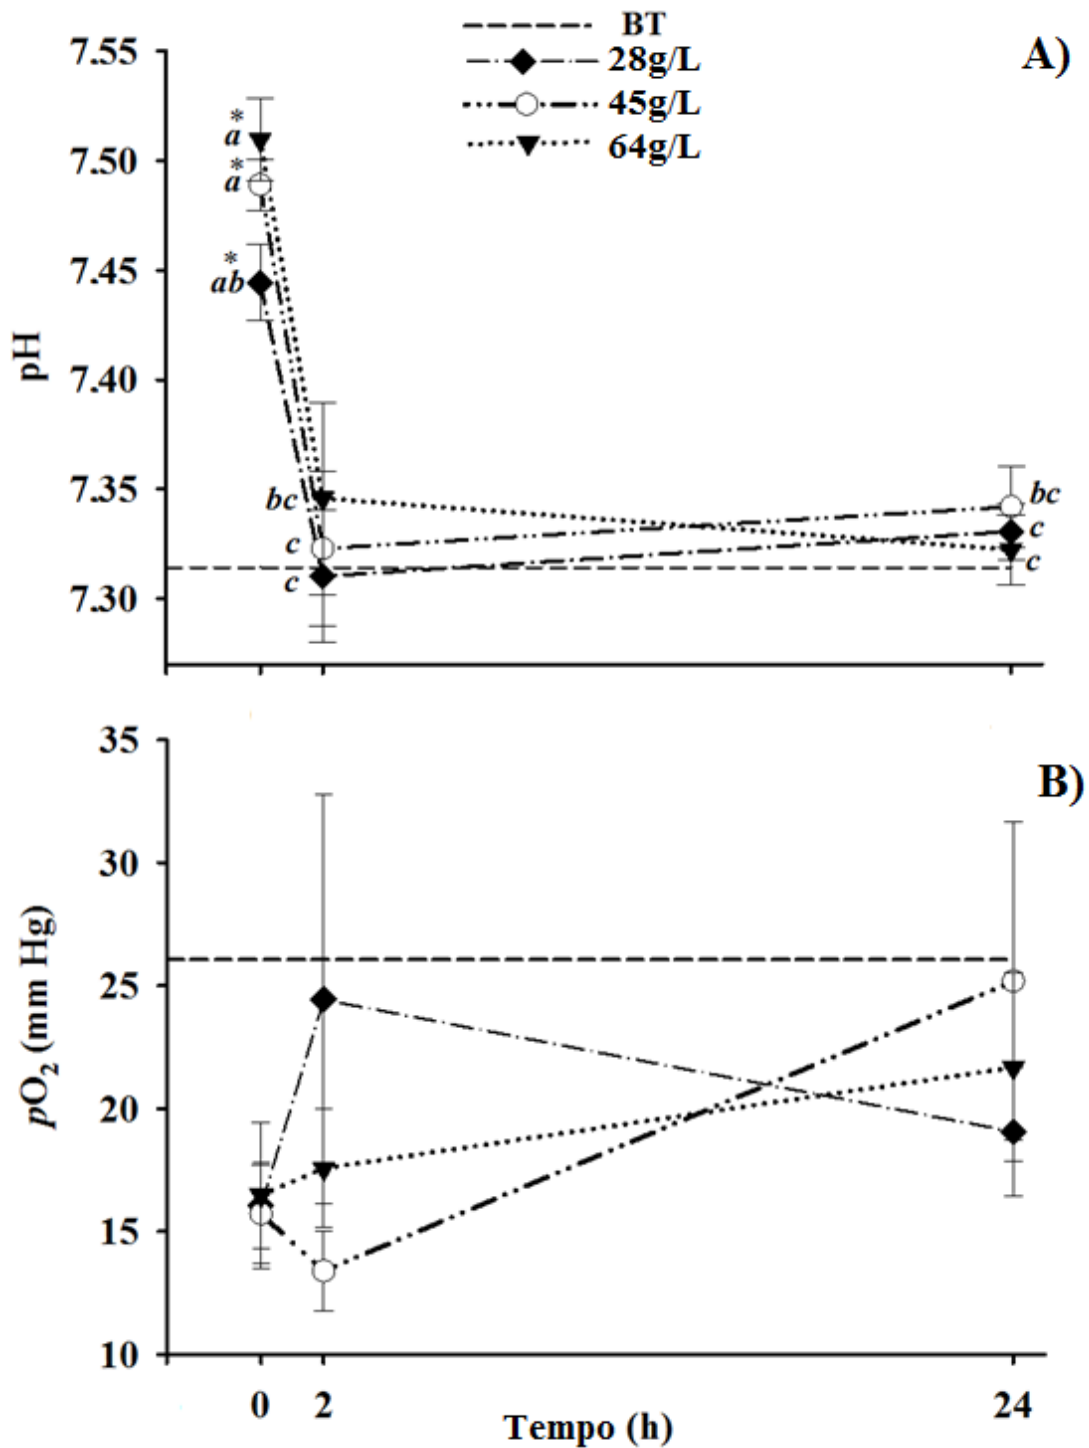 BT
28g/L
45g/L
64g/L
A)
7.55
7.50
7.45
7.40
7.35
7.30
pH
a*
a*
ab*
bc
c
c
bc
c
c
B)
35
30
25
20
15
10
pO₂ (mm Hg)
0 2 24
Tempo (h)